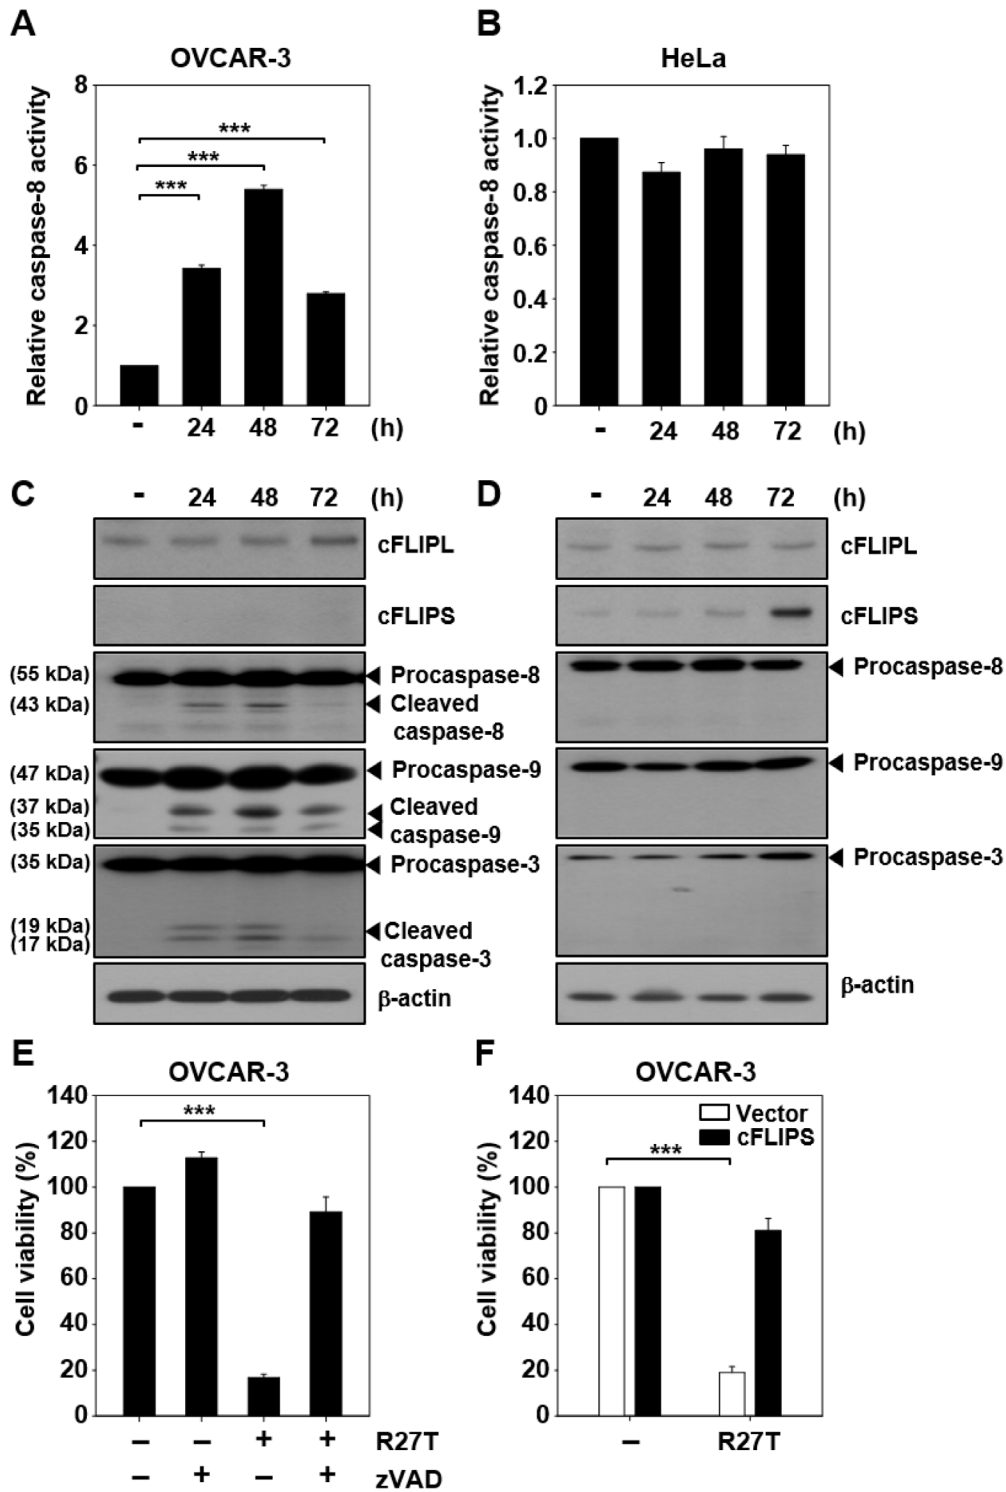 A
OVCAR-3
Relative caspase-8 activity
8
6
4
2
0
***
***
***
- 24 48 72 (h)
B
HeLa
Relative caspase-8 activity
1.2
1.0
0.8
0.6
0.4
0.2
0
- 24 48 72 (h)
C
- 24 48 72 (h)
cFLIPL
cFLIPS
(55 kDa) Procaspase-8
(43 kDa) Cleaved
caspase-8
(47 kDa) Procaspase-9
(37 kDa) Cleaved
(35 kDa) caspase-9
(35 kDa) Procaspase-3
(19 kDa) Cleaved
(17 kDa) caspase-3
β-actin
D
- 24 48 72 (h)
cFLIPL
cFLIPS
Procaspase-8
Procaspase-9
Procaspase-3
β-actin
E
OVCAR-3
Cell viability (%)
140
120
100
80
60
40
20
0
***
– – + + R27T
– + – + zVAD
F
OVCAR-3
Cell viability (%)
140
120
100
80
60
40
20
0
Vector
cFLIPS
***
– R27T